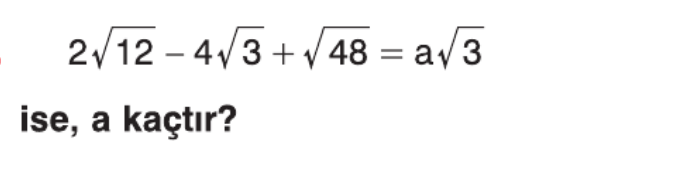 2√12 – 4√3 + √48 = a√3
ise, a kaçtır?